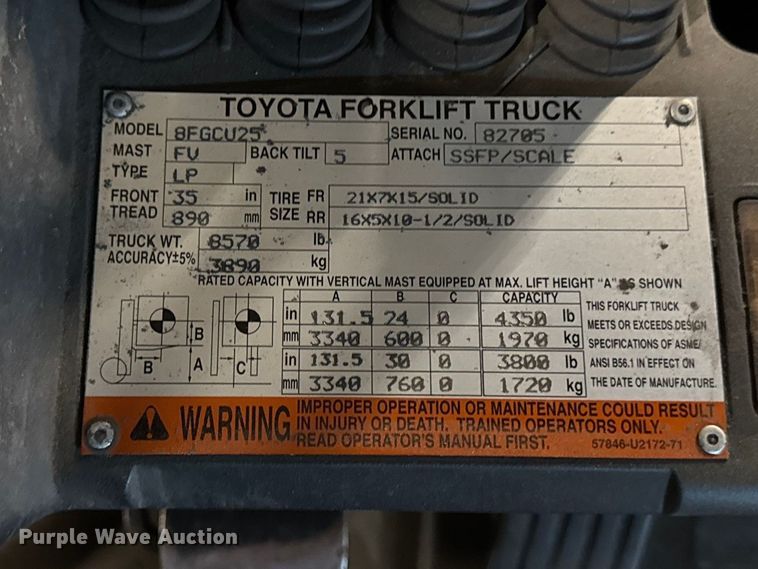 TOYOTA FORKLIFT TRUCK
MODEL 8FGCU25 SERIAL NO. 82705
MAST FV BACK TILT 5 ATTACH SSFP/SCALE
TYPE LP
FRONT TREAD 35 in TIRE SIZE FR 21X7X15/SOLID
890 mm RR 16X5X10-1/2/SOLID
TRUCK WT. 8570 lb
ACCURACY±5% 3890 kg
RATED CAPACITY WITH VERTICAL MAST EQUIPPED AT MAX. LIFT HEIGHT "A" AS SHOWN
A B C CAPACITY
in 131.5 24 0 4350 lb
mm 3340 600 0 1970 kg
in 131.5 30 0 3800 lb
mm 3340 760 0 1720 kg
B
A
B
C
THIS FORKLIFT TRUCK
MEETS OR EXCEEDS DESIGN
SPECIFICATIONS OF ASME/
ANSI B56.1 IN EFFECT ON
THE DATE OF MANUFACTURE.
WARNING
IMPROPER OPERATION OR MAINTENANCE COULD RESULT
IN INJURY OR DEATH. TRAINED OPERATORS ONLY.
READ OPERATOR'S MANUAL FIRST. 57846-U2172-71
Purple Wave Auction